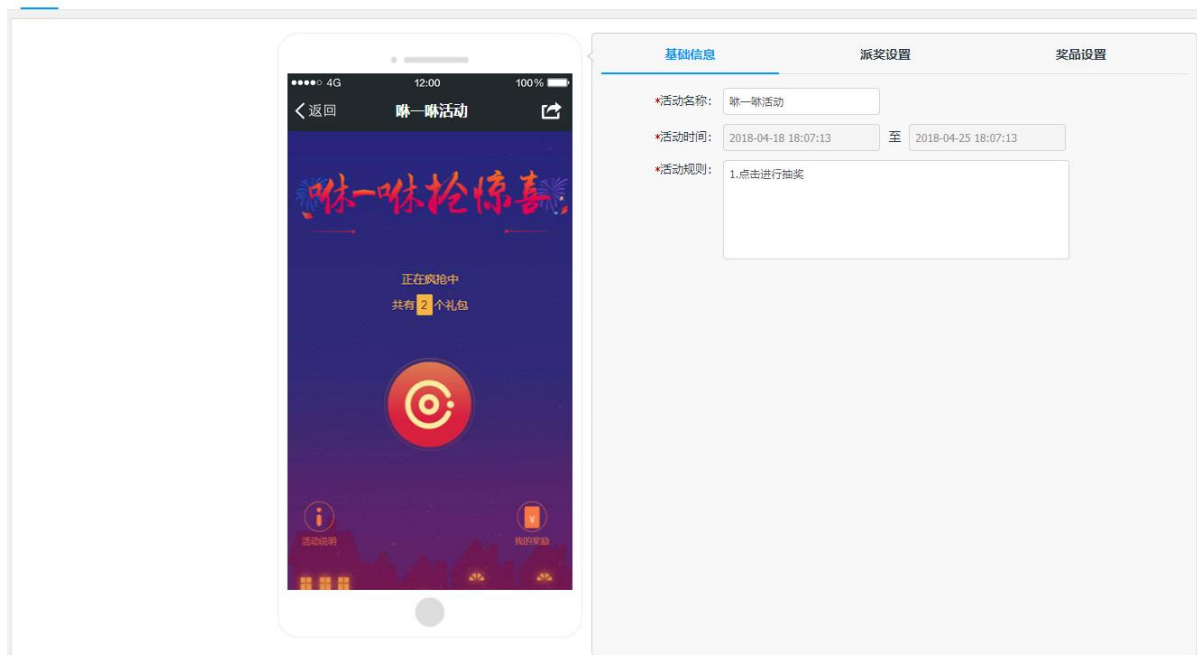 4G 12:00 100%
返回 咻一咻活动
咻一咻抢惊喜
正在疯抢中
共有 2 个礼包
活动说明 我的奖励
基础信息 派奖设置 奖品设置
*活动名称: 咻一咻活动
*活动时间: 2018-04-18 18:07:13 至 2018-04-25 18:07:13
*活动规则: 1.点击进行抽奖